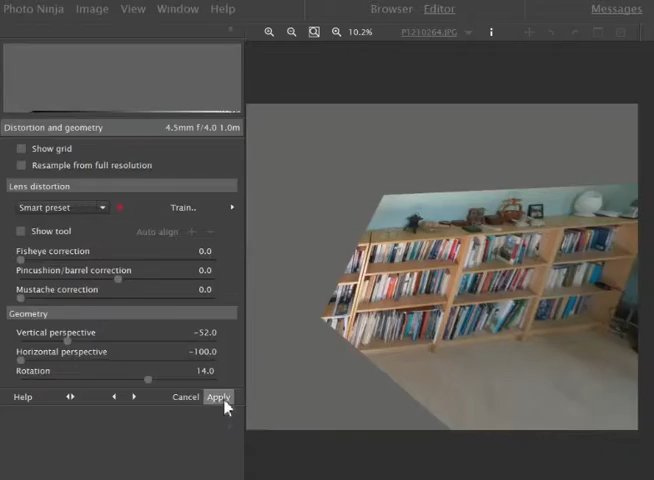 Photo Ninja Image View Window Help Browser Editor Messages
10.2% P1210264.JPG i
Distortion and geometry 4.5mm f/4.0 1.0m
Show grid
Resample from full resolution
Lens distortion
Smart preset Train..
Show tool Auto align
Fisheye correction 0.0
Pincushion/barrel correction 0.0
Mustache correction 0.0
Geometry
Vertical perspective -52.0
Horizontal perspective -100.0
Rotation 14.0
Help Cancel Apply